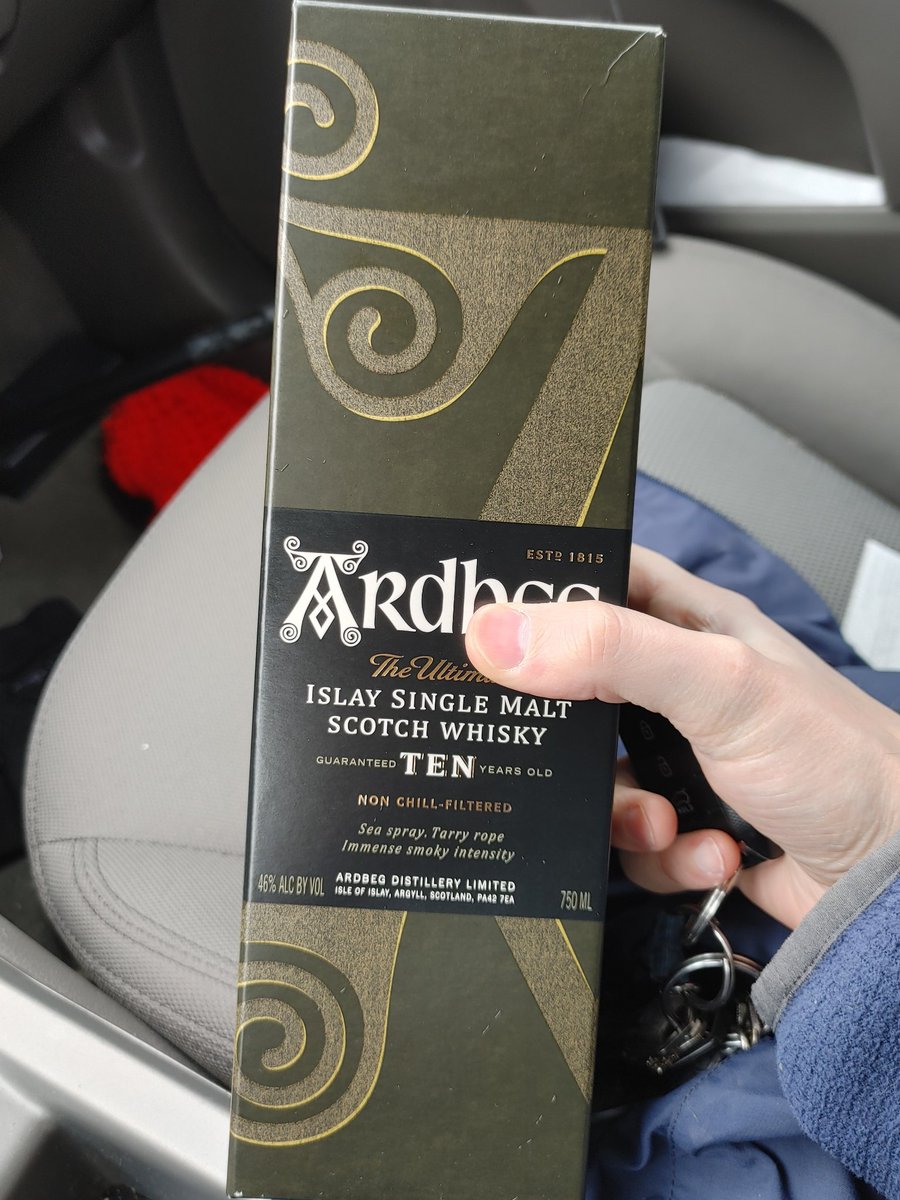 ESTD 1815
The
ISLAY SINGLE MALT
SCOTCH WHISKY
GUARANTEED TEN YEARS OLD
NON CHILL-FILTERED
Sea spray. Tarry rope
Immense smoky intensity
46% ALC BY VOL
ARDBEG DISTILLERY LIMITED
ISLE OF ISLAY, ARGYLL, SCOTLAND, PA42 7EA
750 ML